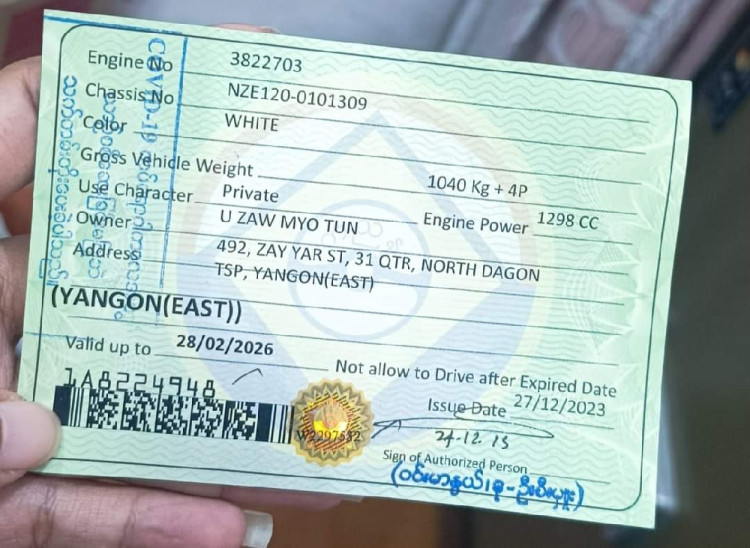 Engine No 3822703
Chassis No NZE120-0101309
Color WHITE
Gross Vehicle Weight 1040 Kg + 4P
Use Character Private Engine Power 1298 CC
Owner U ZAW MYO TUN
Address 492, ZAY YAR ST, 31 QTR, NORTH DAGON
TSP, YANGON(EAST)
(YANGON(EAST))
Valid up to 28/02/2026
Not allow to Drive after Expired Date
1A8224948
Issue Date 27/12/2023
Sign of Authorized Person
COVID-19